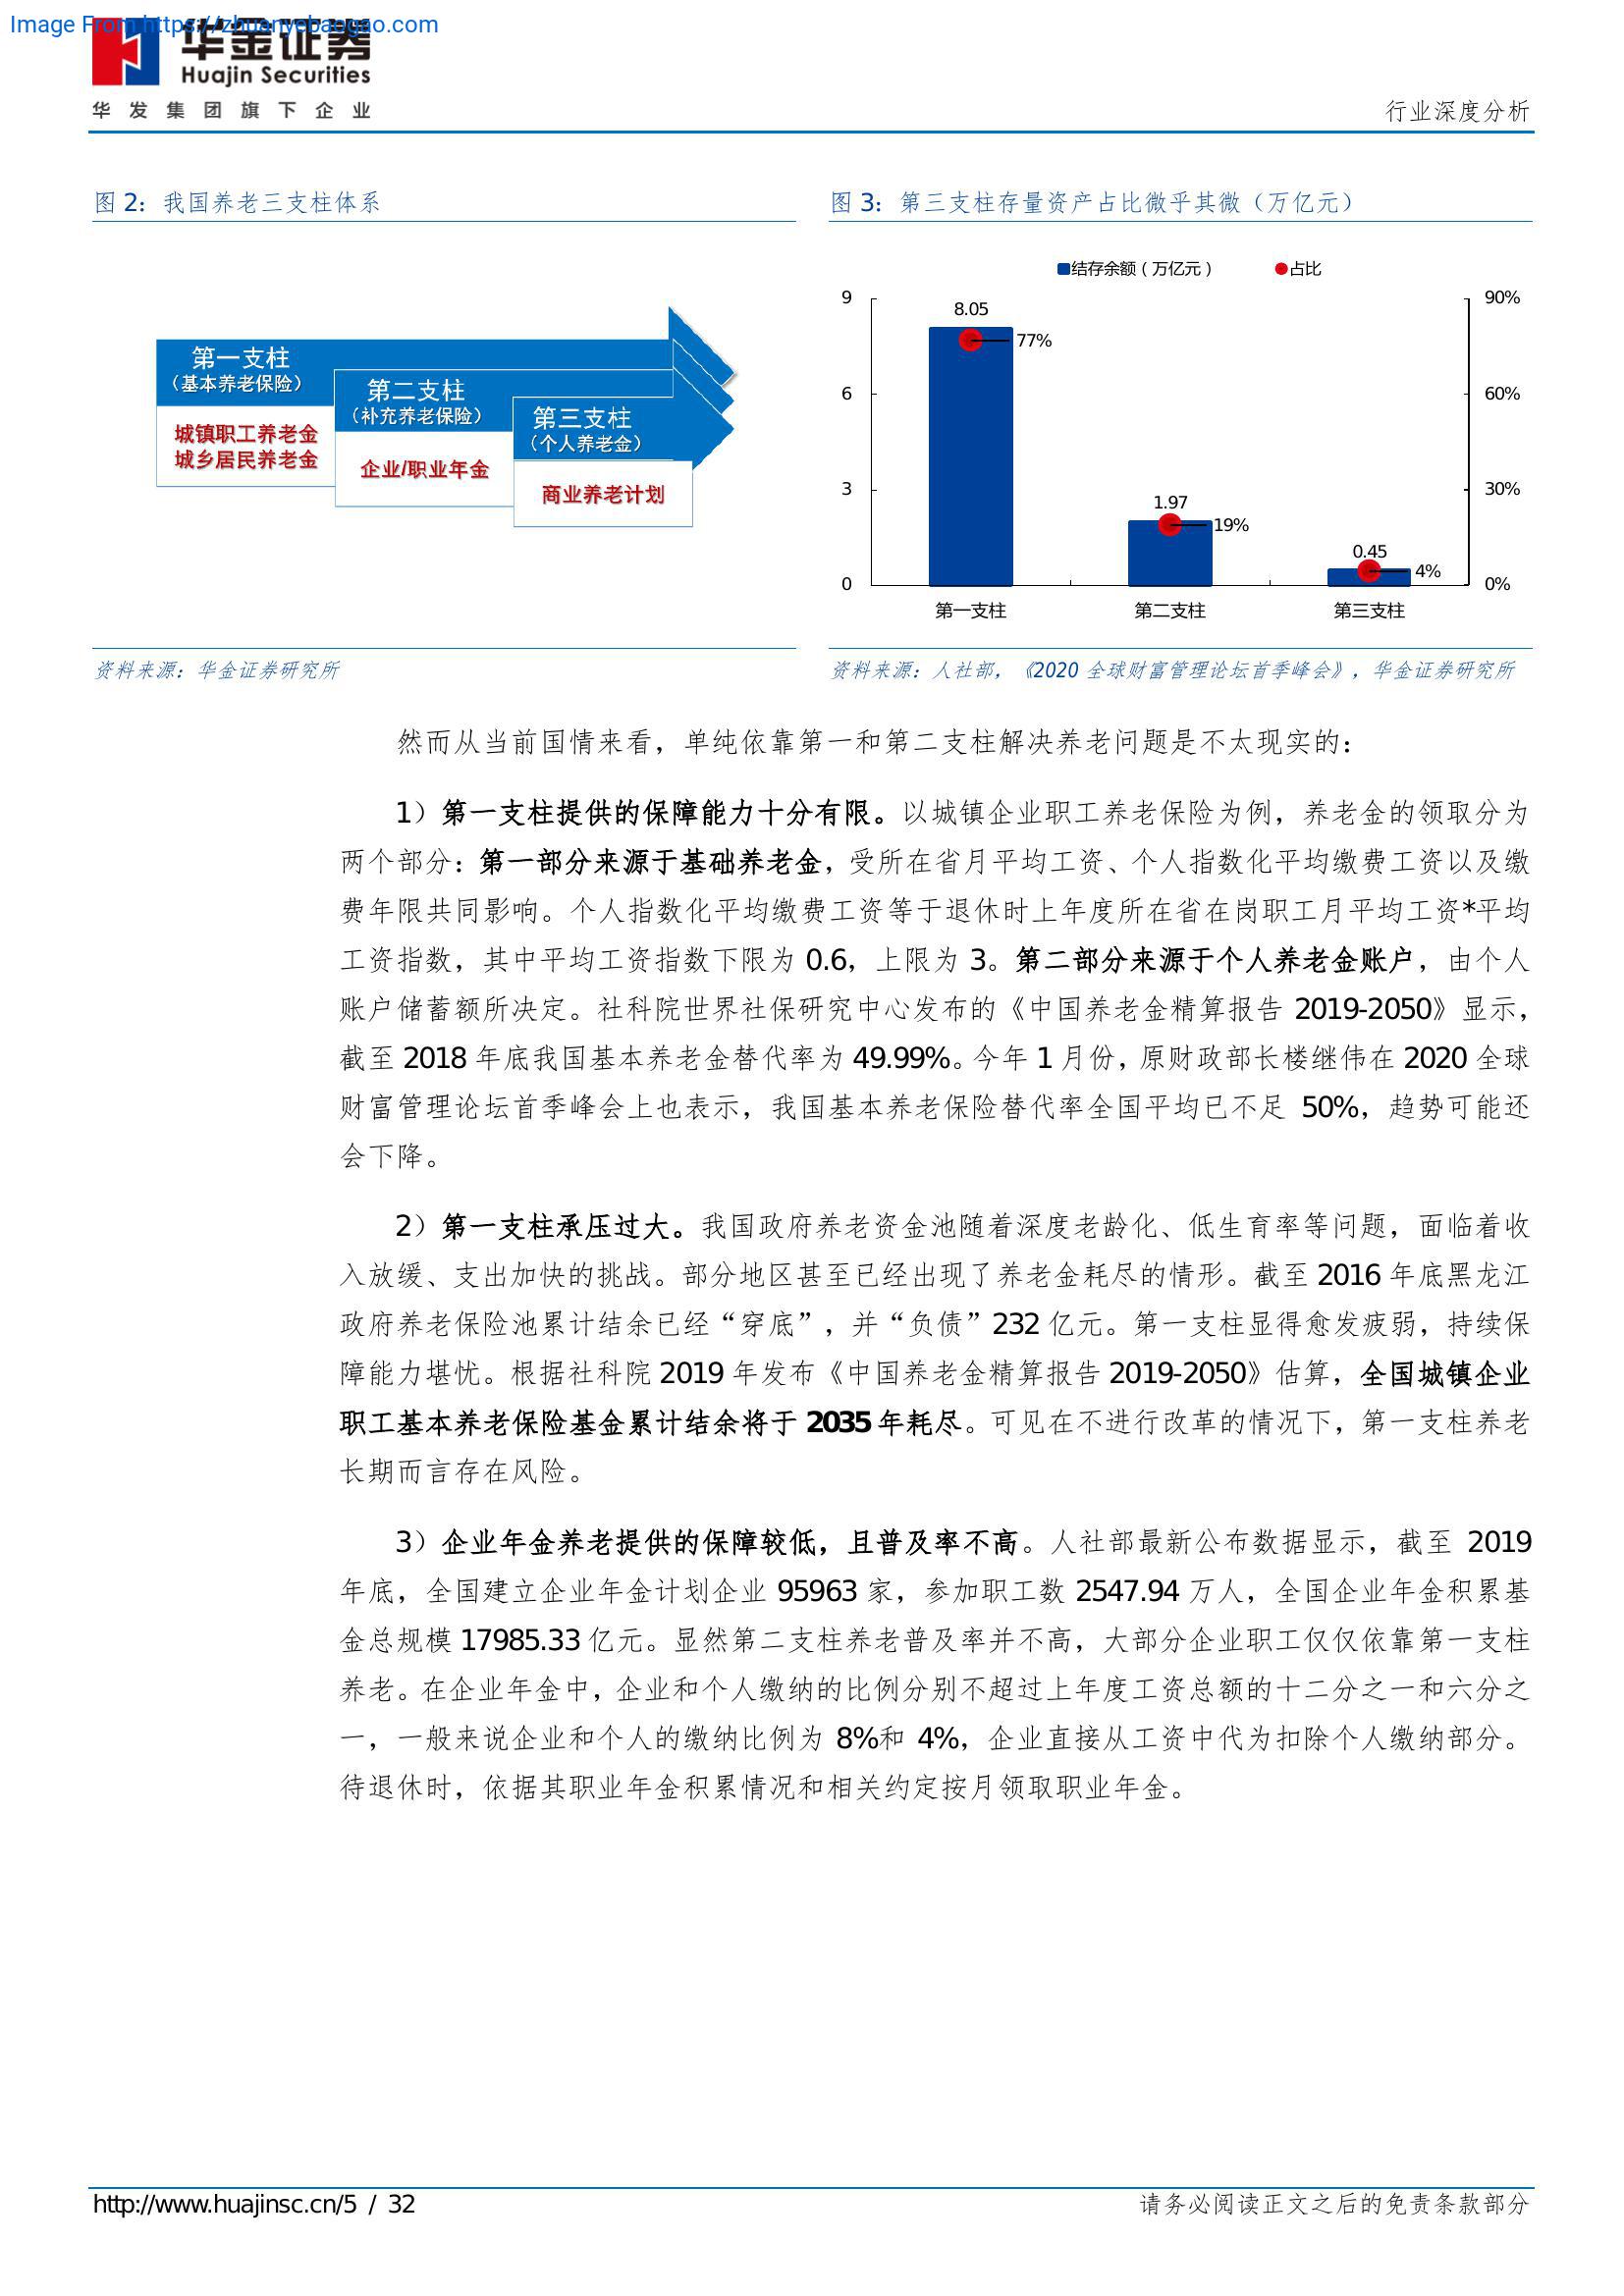 Image From https://zhuanyebaogao.com
华金证券
Huajin Securities
华发集团旗下企业
行业深度分析
图 2：我国养老三支柱体系
第一支柱
（基本养老保险）
城镇职工养老金
城乡居民养老金
第二支柱
（补充养老保险）
企业/职业年金
第三支柱
（个人养老金）
商业养老计划
资料来源：华金证券研究所
图 3：第三支柱存量资产占比微乎其微（万亿元）
结存余额（万亿元） 占比
9
6
3
0
90%
60%
30%
0%
8.05
77%
1.97
19%
0.45
4%
第一支柱 第二支柱 第三支柱
资料来源：人社部，《2020 全球财富管理论坛首季峰会》，华金证券研究所
然而从当前国情来看，单纯依靠第一和第二支柱解决养老问题是不太现实的：
1）第一支柱提供的保障能力十分有限。以城镇企业职工养老保险为例，养老金的领取分为
两个部分：第一部分来源于基础养老金，受所在省月平均工资、个人指数化平均缴费工资以及缴
费年限共同影响。个人指数化平均缴费工资等于退休时上年度所在省在岗职工月平均工资*平均
工资指数，其中平均工资指数下限为 0.6，上限为 3。第二部分来源于个人养老金账户，由个人
账户储蓄额所决定。社科院世界社保研究中心发布的《中国养老金精算报告 2019-2050》显示，
截至 2018 年底我国基本养老金替代率为 49.99%。今年 1 月份，原财政部长楼继伟在 2020 全球
财富管理论坛首季峰会上也表示，我国基本养老保险替代率全国平均已不足 50%，趋势可能还
会下降。
2）第一支柱承压过大。我国政府养老资金池随着深度老龄化、低生育率等问题，面临着收
入放缓、支出加快的挑战。部分地区甚至已经出现了养老金耗尽的情形。截至 2016 年底黑龙江
政府养老保险池累计结余已经“穿底”，并“负债”232 亿元。第一支柱显得愈发疲弱，持续保
障能力堪忧。根据社科院 2019 年发布《中国养老金精算报告 2019-2050》估算，全国城镇企业
职工基本养老保险基金累计结余将于 2035 年耗尽。可见在不进行改革的情况下，第一支柱养老
长期而言存在风险。
3）企业年金养老提供的保障较低，且普及率不高。人社部最新公布数据显示，截至 2019
年底，全国建立企业年金计划企业 95963 家，参加职工数 2547.94 万人，全国企业年金积累基
金总规模 17985.33 亿元。显然第二支柱养老普及率并不高，大部分企业职工仅仅依靠第一支柱
养老。在企业年金中，企业和个人缴纳的比例分别不超过上年度工资总额的十二分之一和六分之
一，一般来说企业和个人的缴纳比例为 8%和 4%，企业直接从工资中代为扣除个人缴纳部分。
待退休时，依据其职业年金积累情况和相关约定按月领取职业年金。
http://www.huajinsc.cn/5 / 32
请务必阅读正文之后的免责条款部分